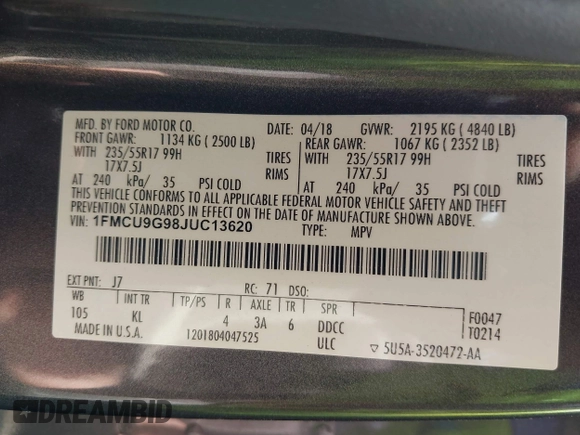 MFD. BY FORD MOTOR CO. DATE: 04/18 GVWR: 2195 KG ( 4840 LB)
FRONT GAWR: 1134 KG ( 2500 LB) REAR GAWR: 1067 KG ( 2352 LB)
WITH 235/55R17 99H TIRES WITH 235/55R17 99H TIRES
17X7.5J RIMS 17X7.5J RIMS
AT 240 kPa/ 35 PSI COLD AT 240 kPa/ 35 PSI COLD
THIS VEHICLE CONFORMS TO ALL APPLICABLE FEDERAL MOTOR VEHICLE SAFETY AND THEFT
PREVENTION STANDARDS IN EFFECT ON THE DATE OF MANUFACTURE SHOWN ABOVE.
VIN: 1FMCU9G98JUC13620 TYPE: MPV
EXT PNT: J7 RC: 71 DSO:
WB INT TR TP/PS R AXLE TR SPR F0047
105 KL 4 3A 6 DDCC T0214
MADE IN U.S.A. 1201804047525 ULC ▽ 5U5A-3520472-AA
DREAMBID